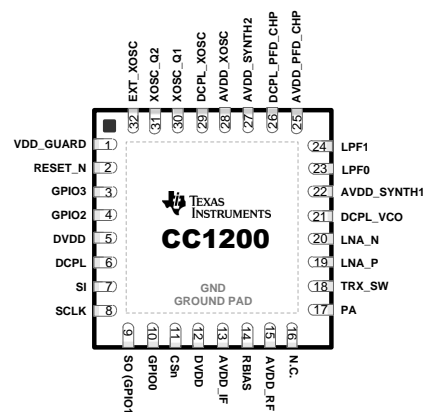 EXT_XOSC
XOSC_Q2
XOSC_Q1
DCPL_XOSC
AVDD_XOSC
AVDD_SYNTH2
DCPL_PFD_CHP
AVDD_PFD_CHP
32
31
30
29
28
27
26
25
VDD_GUARD 1
RESET_N 2
GPIO3 3
GPIO2 4
DVDD 5
DCPL 6
SI 7
SCLK 8
24 LPF1
23 LPF0
22 AVDD_SYNTH1
21 DCPL_VCO
20 LNA_N
19 LNA_P
18 TRX_SW
17 PA
TEXAS
INSTRUMENTS
CC1200
GND
GROUND PAD
9
10
11
12
13
14
15
16
SO (GPIO1
GPIO0
CSn
DVDD
AVDD_IF
RBIAS
AVDD_RF
N.C.